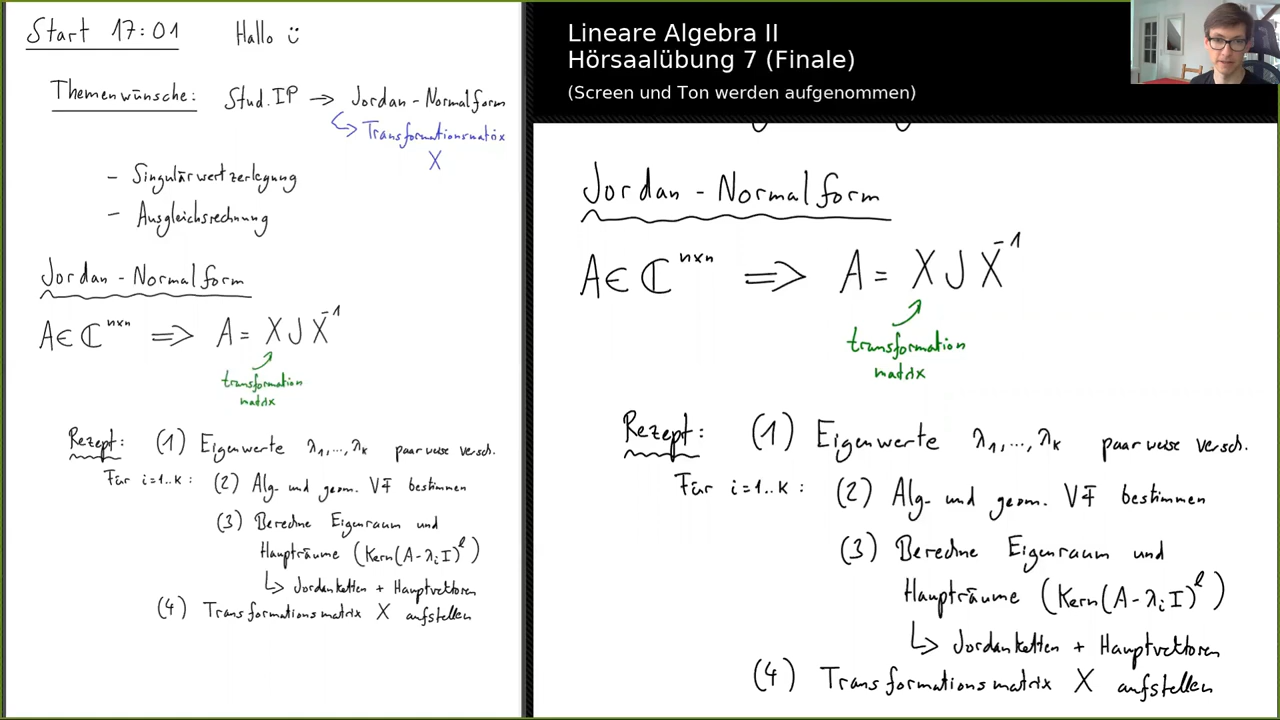 Start 17:01 Hallo ü
Themenwünsche: Stud.IP → Jordan-Normalform
↳ Transformationsmatrix
X
- Singulärwertzerlegung
- Ausgleichsrechnung
Jordan-Normalform
A∈ℂⁿˣⁿ ⟹ A = XJX⁻¹
transformation
matrix
Rezept: (1) Eigenwerte λ₁,...,λₖ paarweise versch.
Für i=1..k: (2) Alg- und geom. VF bestimmen
(3) Berechne Eigenraum und
Haupträume (Kern(A-λᵢI)^ℓ)
↳ Jordanketten + Hauptvektoren
(4) Transformationsmatrix X aufstellen
Lineare Algebra II
Hörsaalübung 7 (Finale)
(Screen und Ton werden aufgenommen)
Jordan-Normalform
A∈ℂⁿˣⁿ ⟹ A = XJX⁻¹
transformation
matrix
Rezept: (1) Eigenwerte λ₁,...,λₖ paarweise versch.
Für i=1..k: (2) Alg- und geom. VF bestimmen
(3) Berechne Eigenraum und
Haupträume (Kern(A-λᵢI)^ℓ)
↳ Jordanketten + Hauptvektoren
(4) Transformationsmatrix X aufstellen